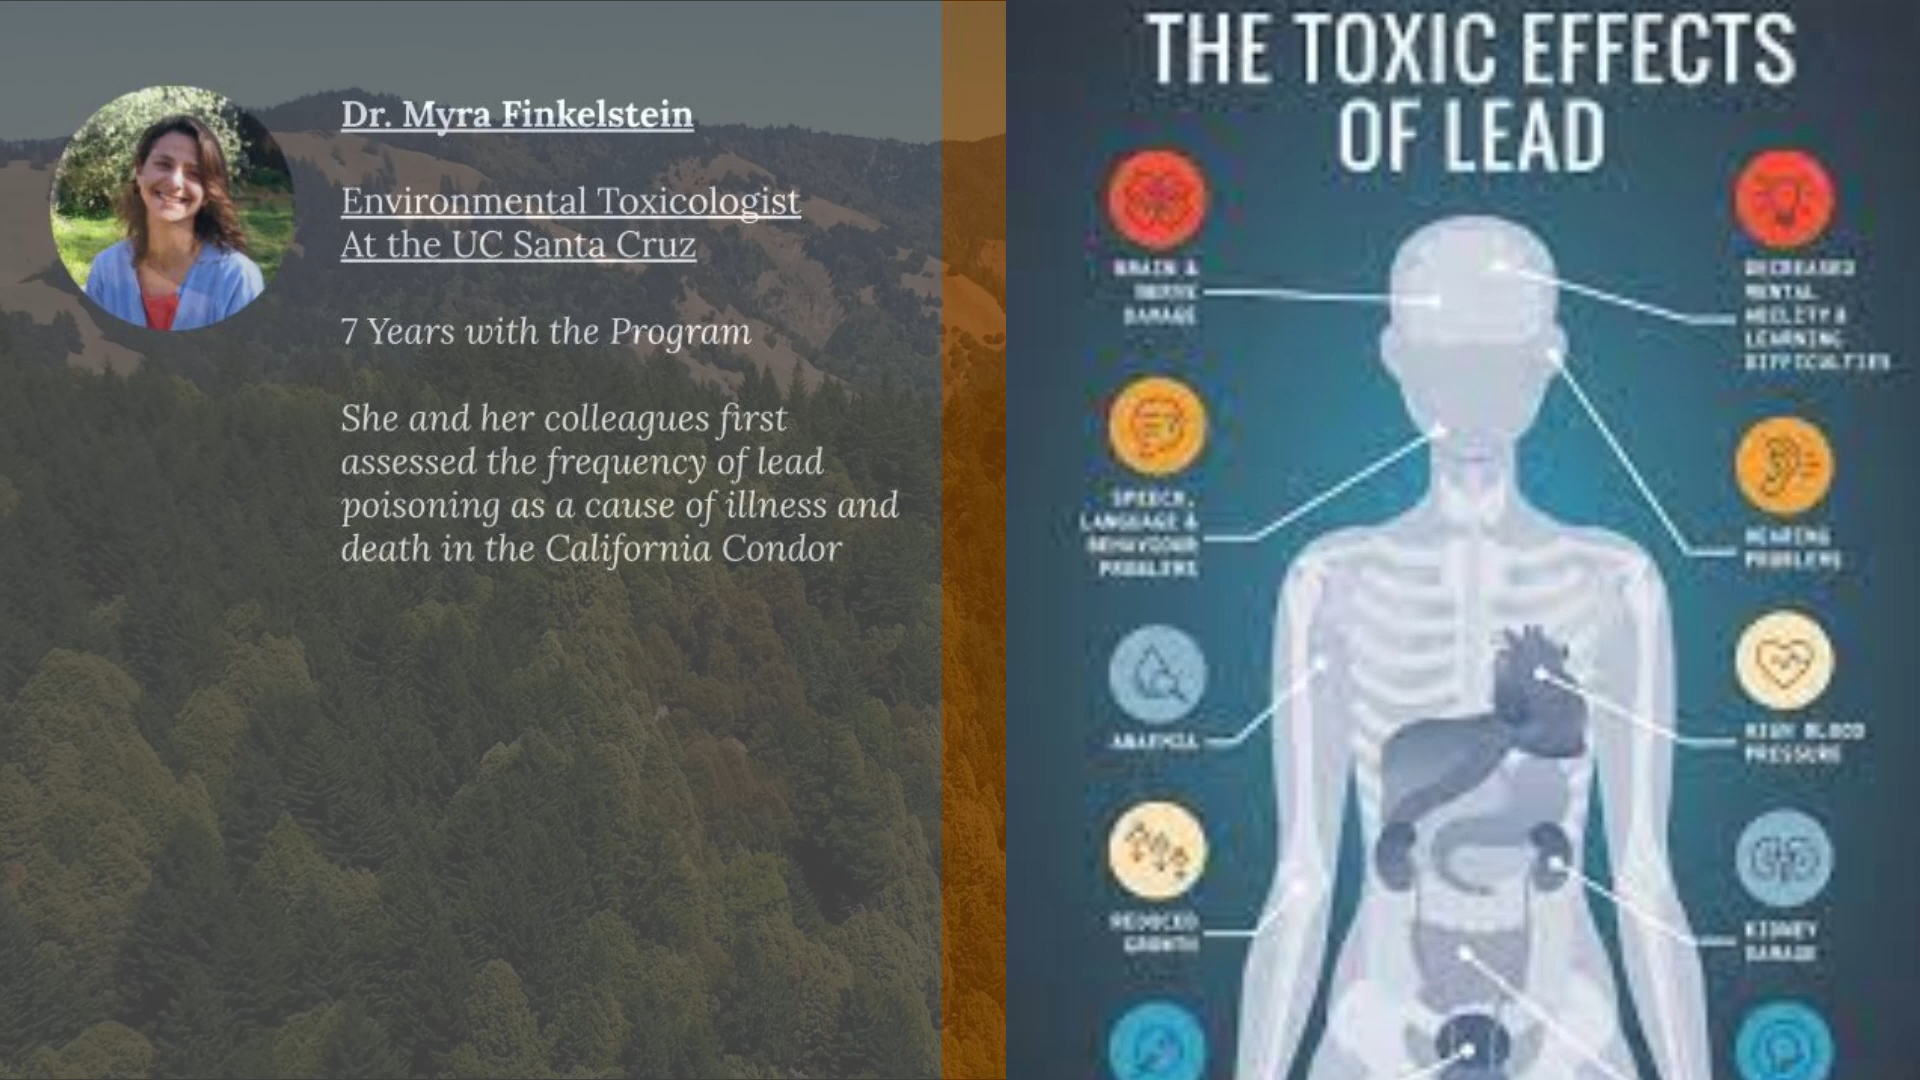 Dr. Myra Finkelstein
Environmental Toxicologist
At the UC Santa Cruz
7 Years with the Program
She and her colleagues first
assessed the frequency of lead
poisoning as a cause of illness and
death in the California Condor
THE TOXIC EFFECTS
OF LEAD
BRAIN &
NERVE
DAMAGE
DECREASED
MENTAL
ABILITY &
LEARNING
DIFFICULTIES
SPEECH,
LANGUAGE &
BEHAVIOUR
PROBLEMS
HEARING
PROBLEMS
ANAEMIA
HIGH BLOOD
PRESSURE
REDUCED
GROWTH
KIDNEY
DAMAGE